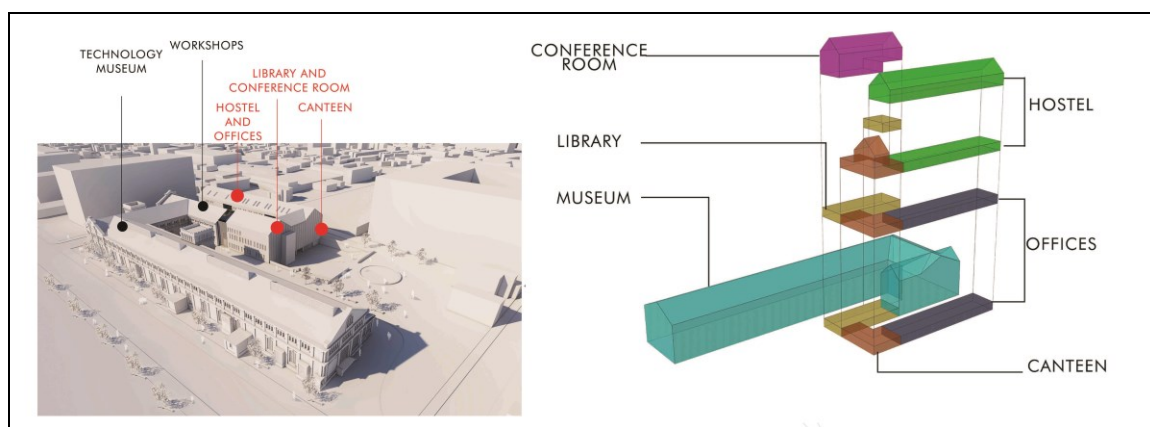 WORKSHOPS
TECHNOLOGY
MUSEUM
LIBRARY AND
CONFERENCE ROOM
HOSTEL
AND
OFFICES
CANTEEN
CONFERENCE
ROOM
HOSTEL
LIBRARY
MUSEUM
OFFICES
CANTEEN